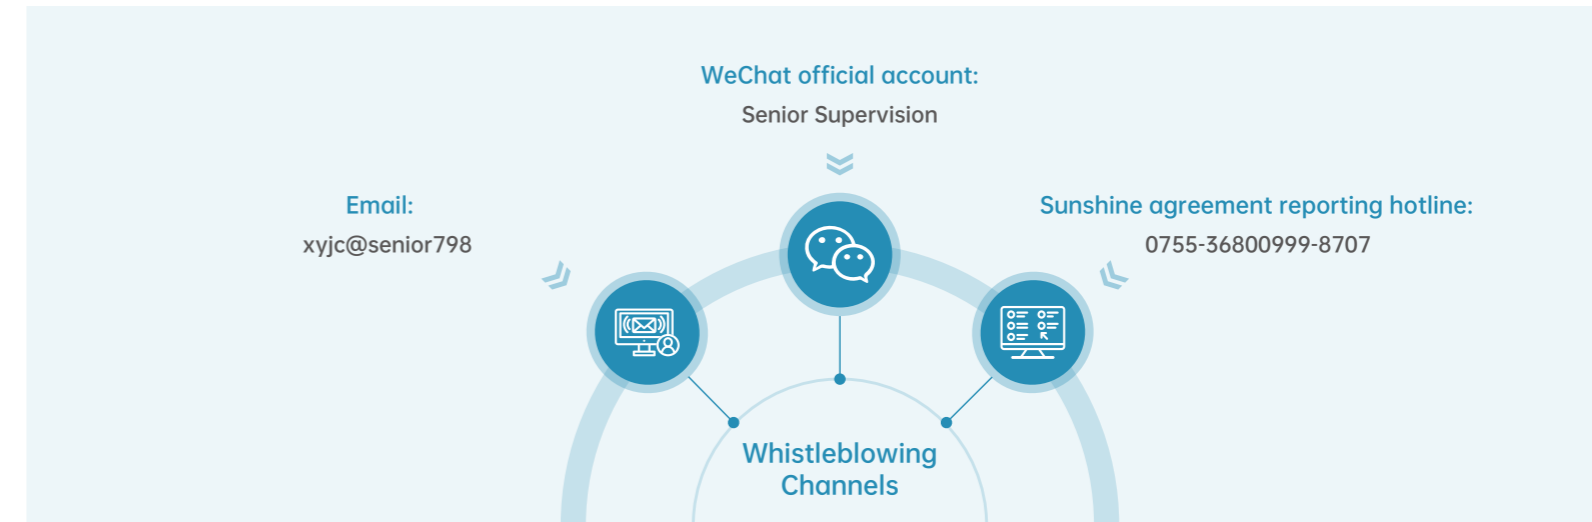 WeChat official account:
Senior Supervision
Email:
xyjc@senior798
Sunshine agreement reporting hotline:
0755-36800999-8707
Whistleblowing
Channels